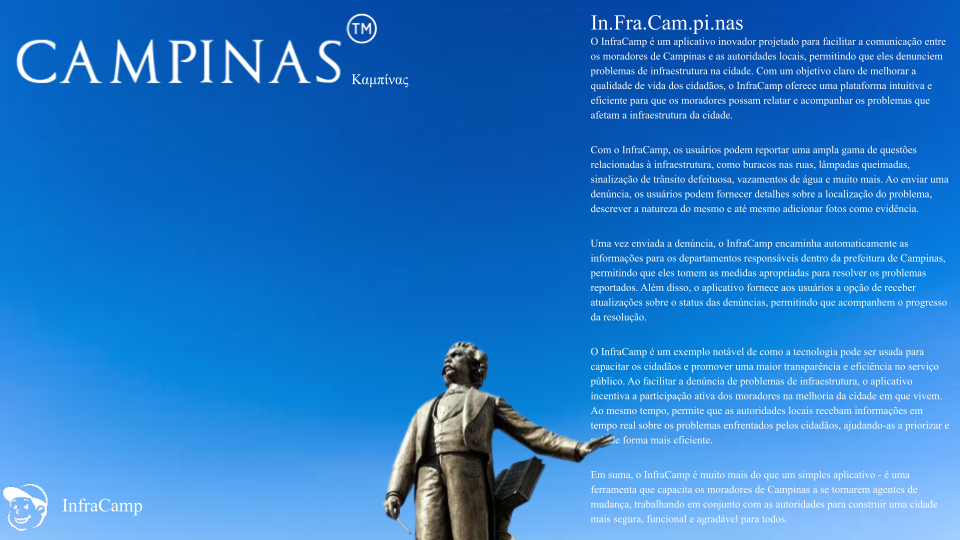 CAMPINAS
TM
Καμπίνας
In.Fra.Cam.pi.nas
O InfraCamp é um aplicativo inovador projetado para facilitar a comunicação entre
os moradores de Campinas e as autoridades locais, permitindo que eles denunciem
problemas de infraestrutura na cidade. Com um objetivo claro de melhorar a
qualidade de vida dos cidadãos, o InfraCamp oferece uma plataforma intuitiva e
eficiente para que os moradores possam relatar e acompanhar os problemas que
afetam a infraestrutura da cidade.
Com o InfraCamp, os usuários podem reportar uma ampla gama de questões
relacionadas à infraestrutura, como buracos nas ruas, lâmpadas queimadas,
sinalização de trânsito defeituosa, vazamentos de água e muito mais. Ao enviar uma
denúncia, os usuários podem fornecer detalhes sobre a localização do problema,
descrever a natureza do mesmo e até mesmo adicionar fotos como evidência.
Uma vez enviada a denúncia, o InfraCamp encaminha automaticamente as
informações para os departamentos responsáveis dentro da prefeitura de Campinas,
permitindo que eles tomem as medidas apropriadas para resolver os problemas
reportados. Além disso, o aplicativo fornece aos usuários a opção de receber
atualizações sobre o status das denúncias, permitindo que acompanhem o progresso
da resolução.
O InfraCamp é um exemplo notável de como a tecnologia pode ser usada para
capacitar os cidadãos e promover uma maior transparência e eficiência no serviço
público. Ao facilitar a denúncia de problemas de infraestrutura, o aplicativo
incentiva a participação ativa dos moradores na melhoria da cidade em que vivem.
Ao mesmo tempo, permite que as autoridades locais recebam informações em
tempo real sobre os problemas enfrentados pelos cidadãos, ajudando-as a priorizar e
de forma mais eficiente.
Em suma, o InfraCamp é muito mais do que um simples aplicativo - é uma
ferramenta que capacita os moradores de Campinas a se tornarem agentes de
mudança, trabalhando em conjunto com as autoridades para construir uma cidade
mais segura, funcional e agradável para todos.
InfraCamp